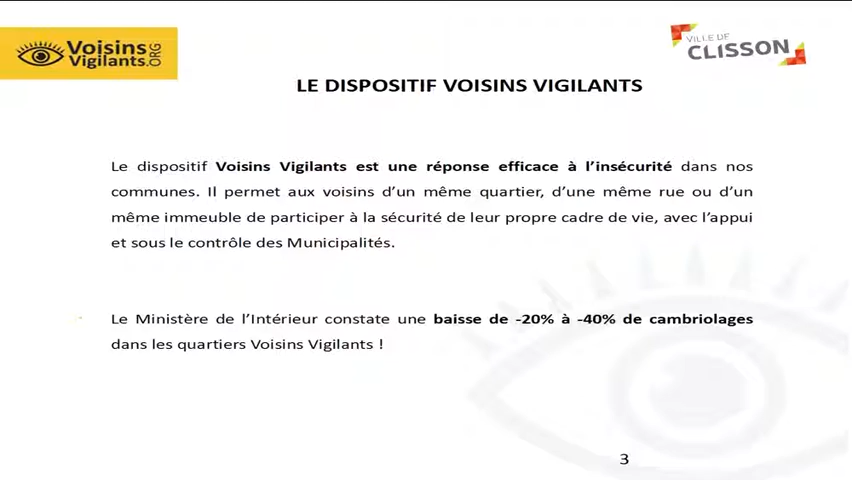 Voisins
Vigilants.ORG
VILLE DE
CLISSON
LE DISPOSITIF VOISINS VIGILANTS
Le dispositif Voisins Vigilants est une réponse efficace à l’insécurité dans nos
communes. Il permet aux voisins d’un même quartier, d’une même rue ou d’un
même immeuble de participer à la sécurité de leur propre cadre de vie, avec l’appui
et sous le contrôle des Municipalités.
Le Ministère de l’Intérieur constate une baisse de -20% à -40% de cambriolages
dans les quartiers Voisins Vigilants !
3